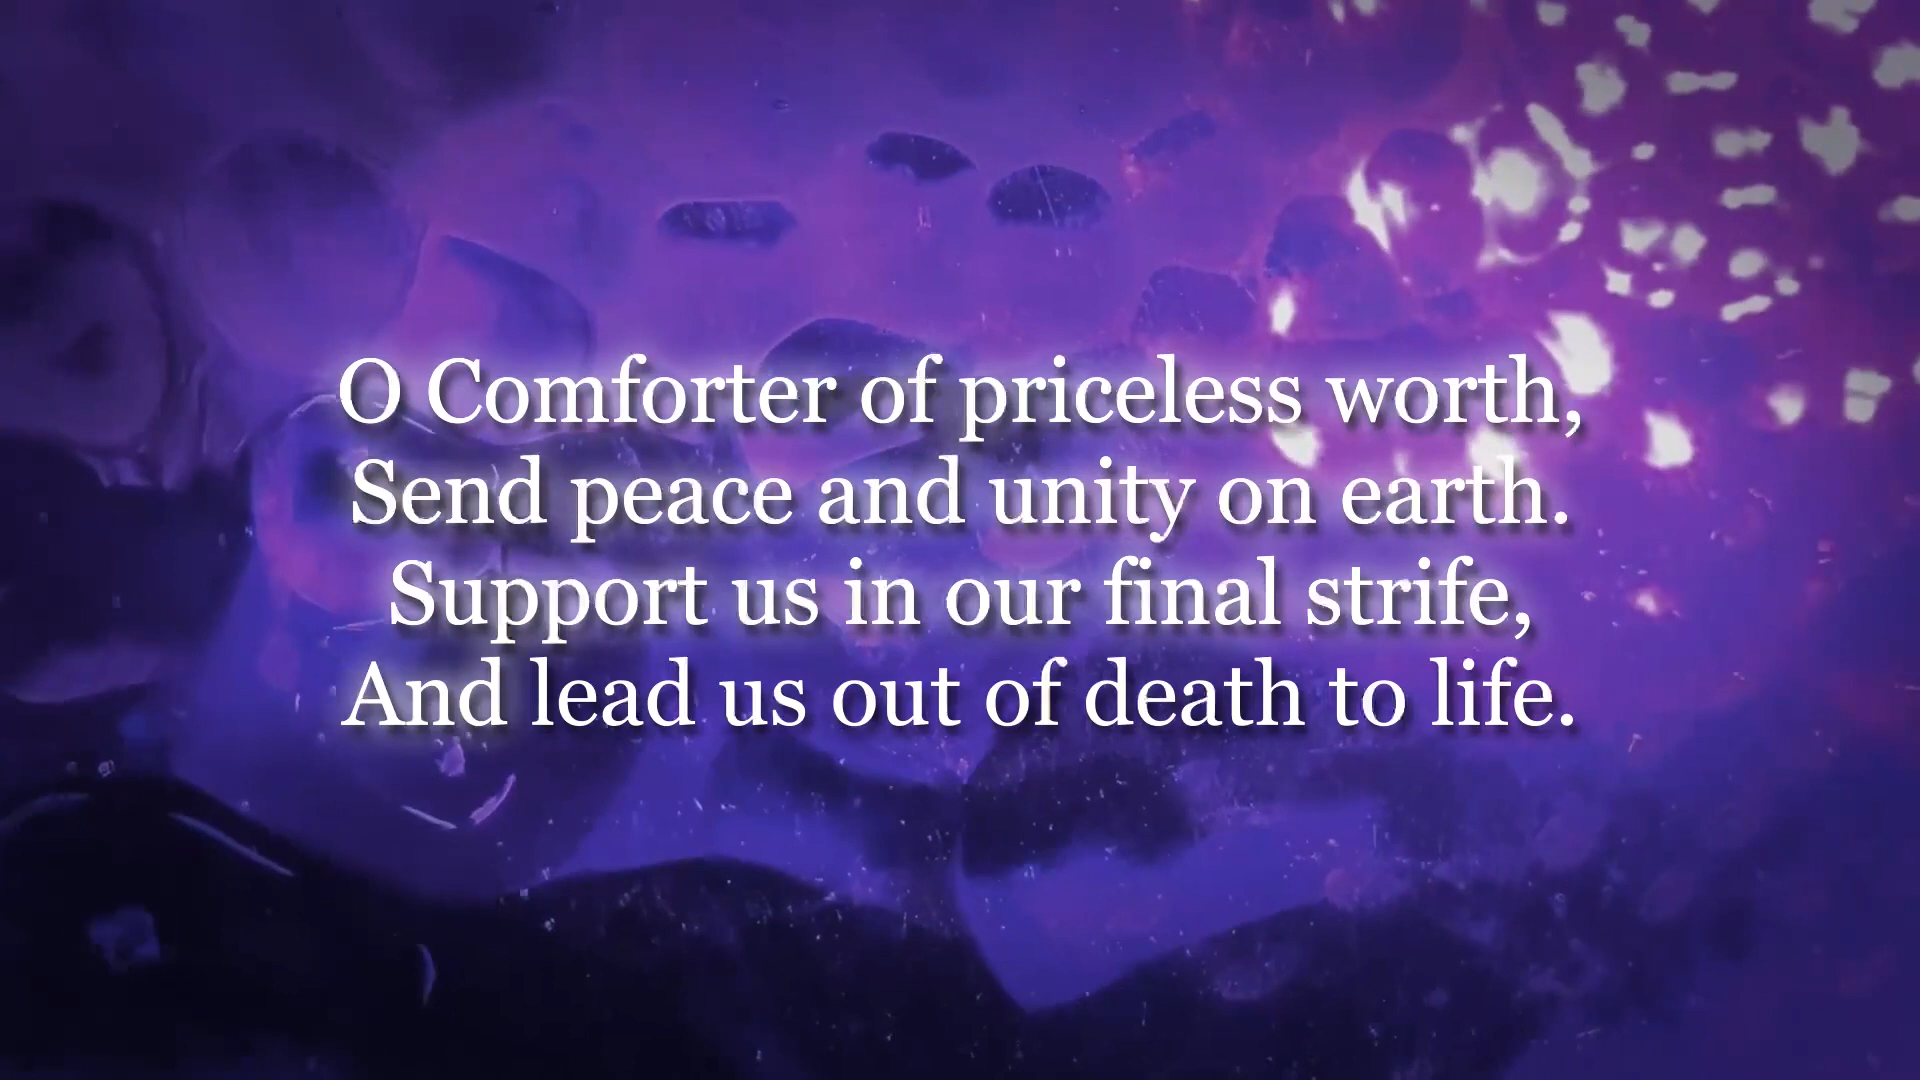 O Comforter of priceless worth,
Send peace and unity on earth.
Support us in our final strife,
And lead us out of death to life.